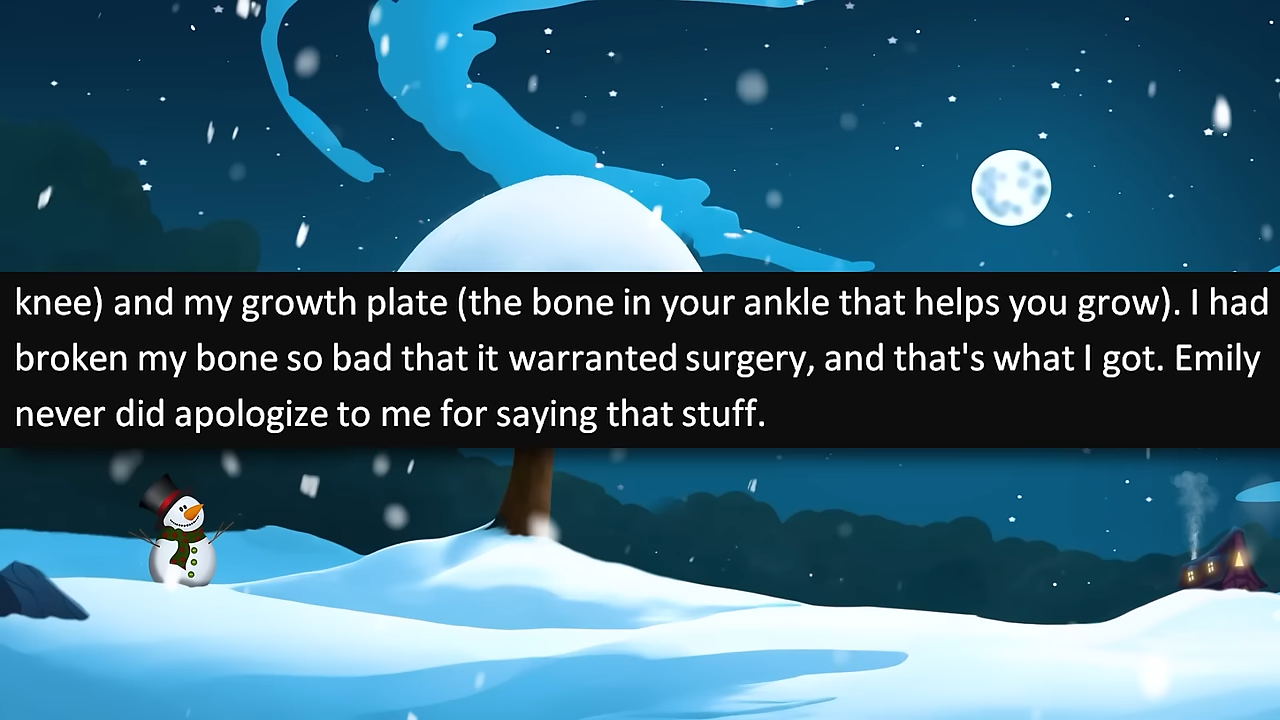 knee) and my growth plate (the bone in your ankle that helps you grow). I had
broken my bone so bad that it warranted surgery, and that's what I got. Emily
never did apologize to me for saying that stuff.